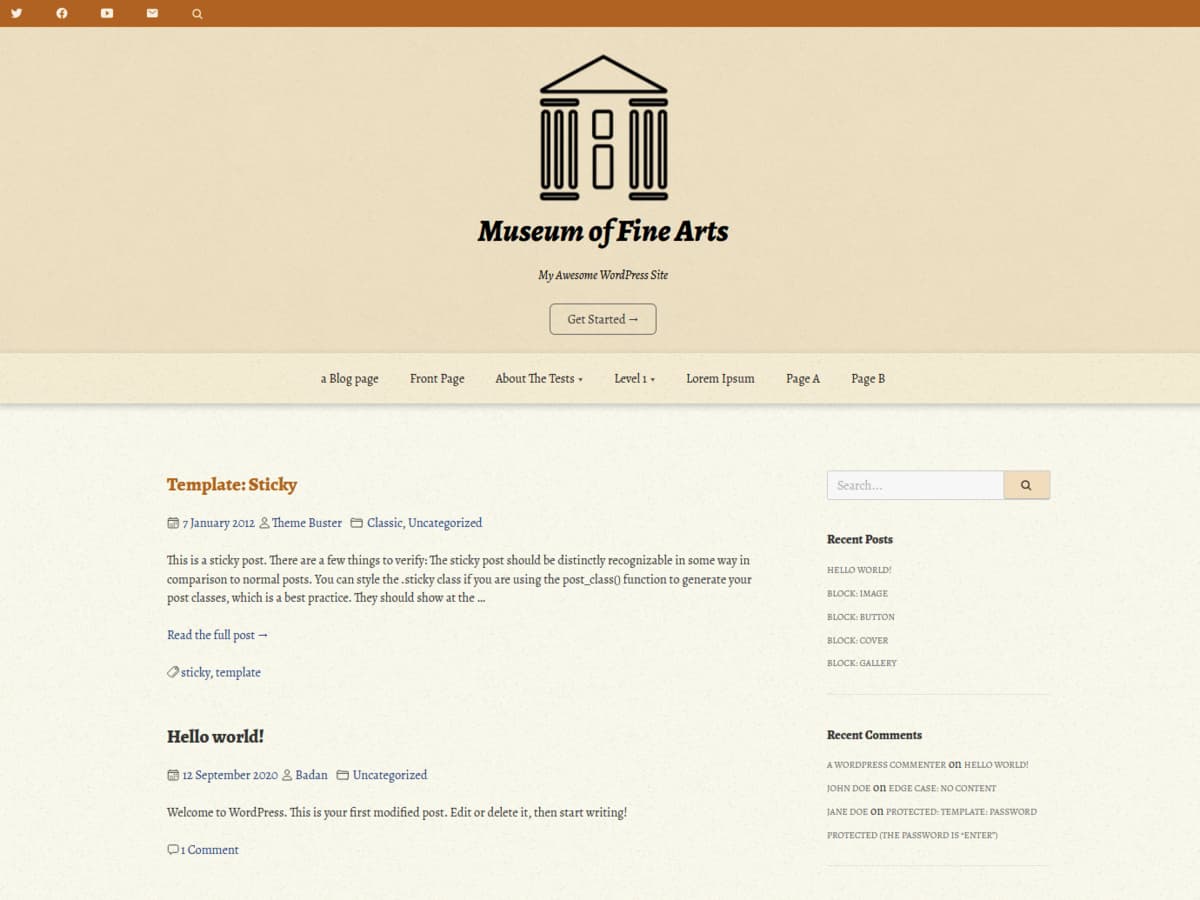 Museum of Fine Arts
My Awesome WordPress Site
Get Started →
a Blog page Front Page About The Tests ▾ Level 1 ▾ Lorem Ipsum Page A Page B
Template: Sticky
7 January 2012 Theme Buster Classic, Uncategorized
This is a sticky post. There are a few things to verify: The sticky post should be distinctly recognizable in some way in
comparison to normal posts. You can style the .sticky class if you are using the post_class() function to generate your
post classes, which is a best practice. They should show at the ...
Read the full post →
sticky, template
Hello world!
12 September 2020 Badan Uncategorized
Welcome to WordPress. This is your first modified post. Edit or delete it, then start writing!
1 Comment
Search...
Recent Posts
HELLO WORLD!
BLOCK: IMAGE
BLOCK: BUTTON
BLOCK: COVER
BLOCK: GALLERY
Recent Comments
A WORDPRESS COMMENTER on HELLO WORLD!
JOHN DOE on EDGE CASE: NO CONTENT
JANE DOE on PROTECTED: TEMPLATE: PASSWORD
PROTECTED (THE PASSWORD IS “ENTER”)